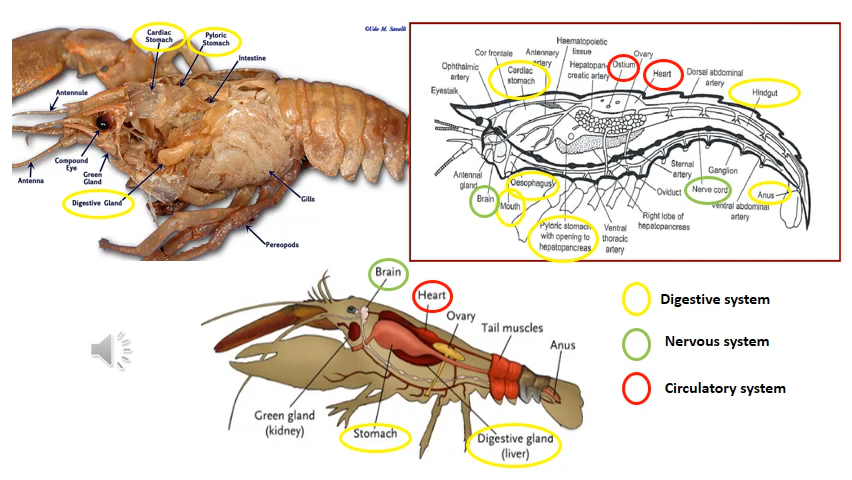 ©Udo M. Savalli
Cardiac
Stomach
Pyloric
Stomach
Intestine
Antennule
Antenna
Compound
Eye
Green
Gland
Digestive Gland
Gills
Pereopods
Haematopoietic
tissue
Cor frontale
Antennary
artery
Ophthalmic
artery
Cardiac
stomach
Hepatopan-
creatic artery
Ostium
Ovary
Heart
Dorsal abdominal
artery
Hindgut
Eyestalk
Antennal
gland
Brain
Mouth
Oesophagus
Pyloric stomach
with opening to
hepatopancreas
Ventral
thoracic
artery
Right lobe of
hepatopancreas
Oviduct
Sternal
artery
Ganglion
Nerve cord
Ventral abdominal
artery
Anus
Brain
Heart
Ovary
Tail muscles
Anus
Green gland
(kidney)
Stomach
Digestive gland
(liver)
Digestive system
Nervous system
Circulatory system